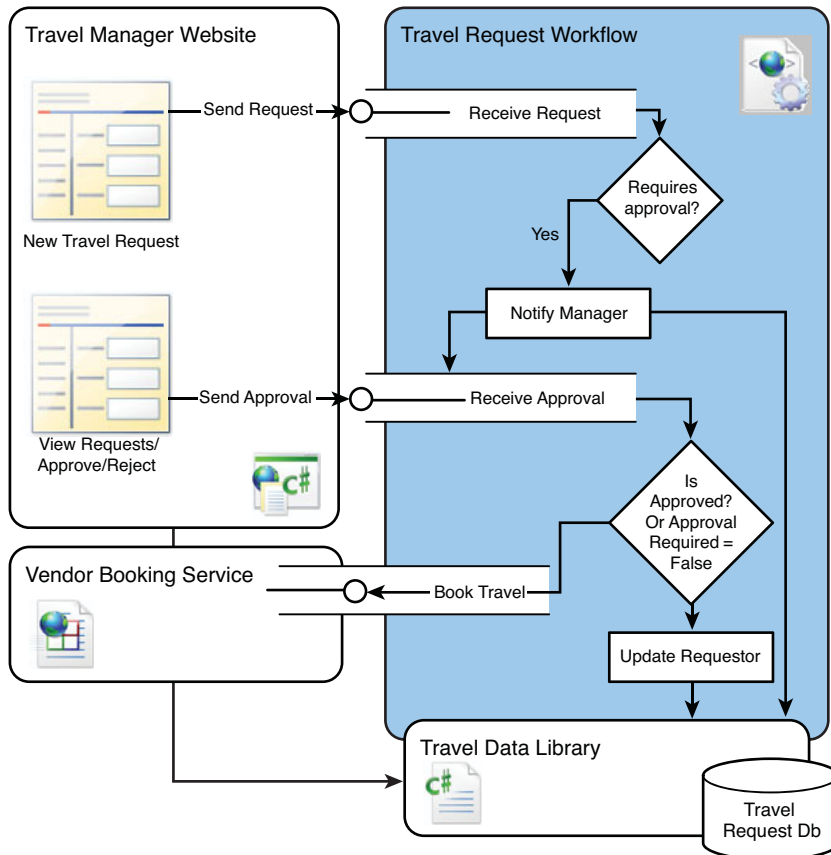 Travel Manager Website
Send Request
New Travel Request
Send Approval
View Requests/
Approve/Reject
C#
Vendor Booking Service
Travel Request Workflow
< >
Receive Request
Requires
approval?
Yes
Notify Manager
Receive Approval
Is
Approved?
Or Approval
Required =
False
Book Travel
Update Requestor
Travel Data Library
C#
Travel
Request Db